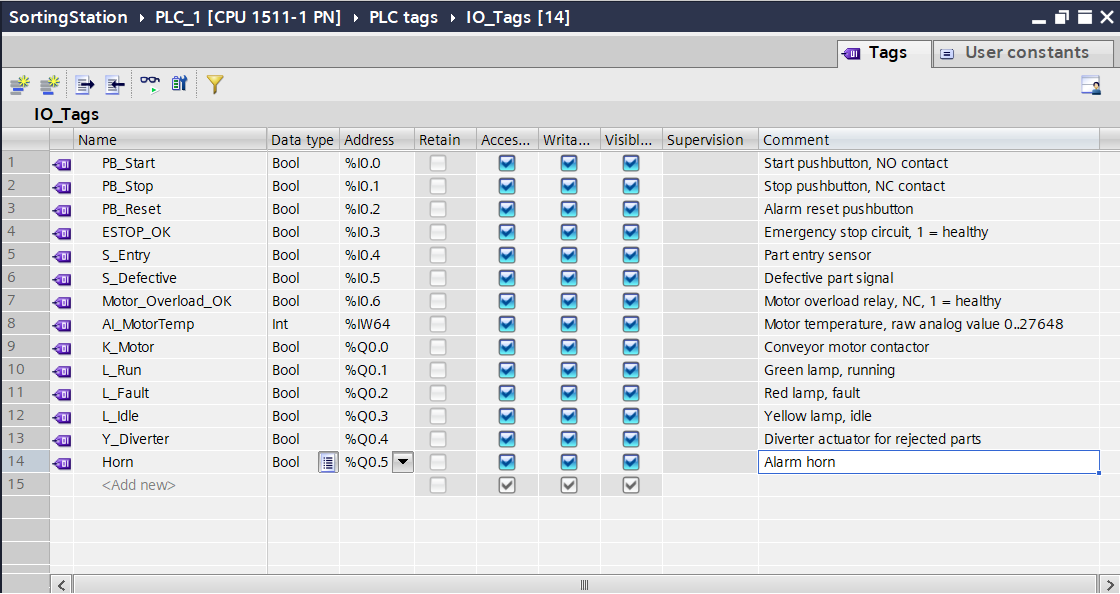 SortingStation ▸ PLC_1 [CPU 1511-1 PN] ▸ PLC tags ▸ IO_Tags [14]
Tags User constants
IO_Tags
Name Data type Address Retain Acces... Writa... Visibl... Supervision Comment
1 PB_Start Bool %I0.0 Start pushbutton, NO contact
2 PB_Stop Bool %I0.1 Stop pushbutton, NC contact
3 PB_Reset Bool %I0.2 Alarm reset pushbutton
4 ESTOP_OK Bool %I0.3 Emergency stop circuit, 1 = healthy
5 S_Entry Bool %I0.4 Part entry sensor
6 S_Defective Bool %I0.5 Defective part signal
7 Motor_Overload_OK Bool %I0.6 Motor overload relay, NC, 1 = healthy
8 AI_MotorTemp Int %IW64 Motor temperature, raw analog value 0..27648
9 K_Motor Bool %Q0.0 Conveyor motor contactor
10 L_Run Bool %Q0.1 Green lamp, running
11 L_Fault Bool %Q0.2 Red lamp, fault
12 L_Idle Bool %Q0.3 Yellow lamp, idle
13 Y_Diverter Bool %Q0.4 Diverter actuator for rejected parts
14 Horn Bool %Q0.5 Alarm horn
15 <Add new>